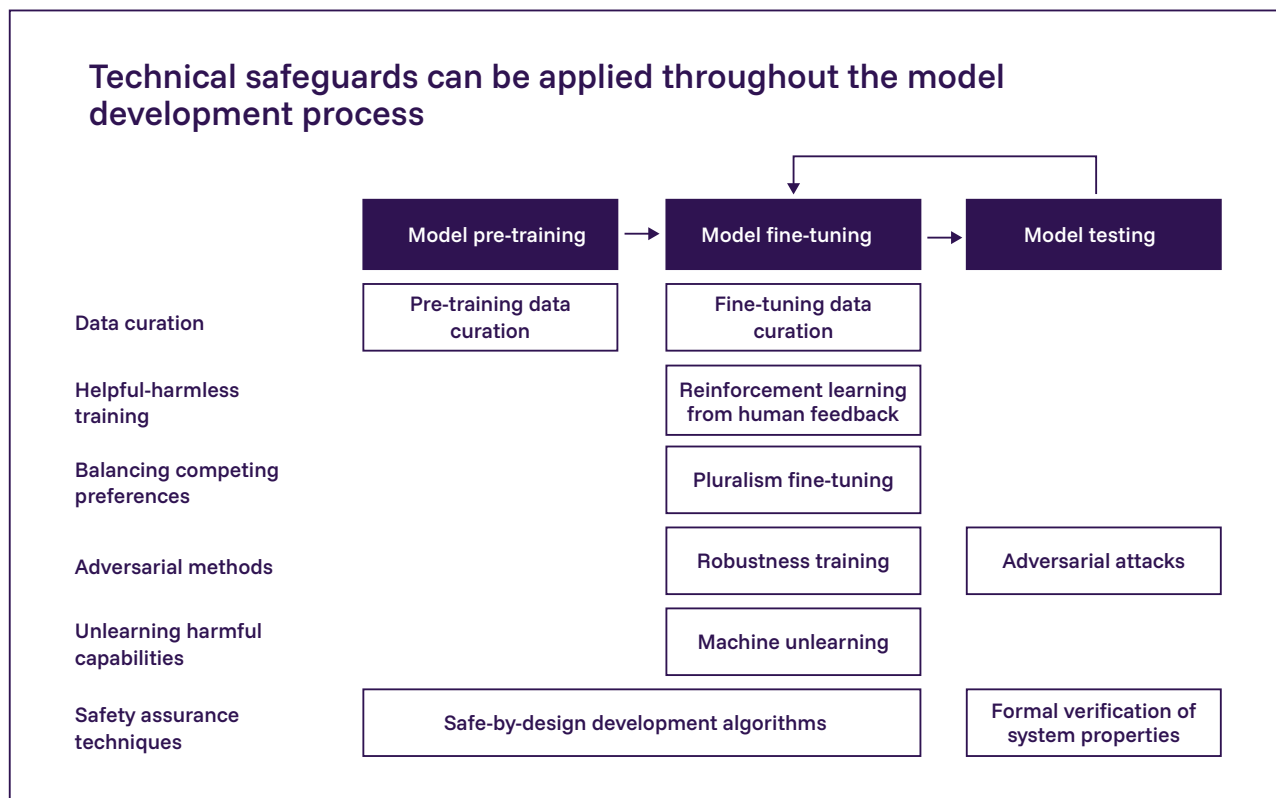 Technical safeguards can be applied throughout the model
development process
Model pre-training
Model fine-tuning
Model testing
Data curation
Pre-training data
curation
Fine-tuning data
curation
Helpful-harmless
training
Reinforcement learning
from human feedback
Balancing competing
preferences
Pluralism fine-tuning
Adversarial methods
Robustness training
Adversarial attacks
Unlearning harmful
capabilities
Machine unlearning
Safety assurance
techniques
Safe-by-design development algorithms
Formal verification of
system properties